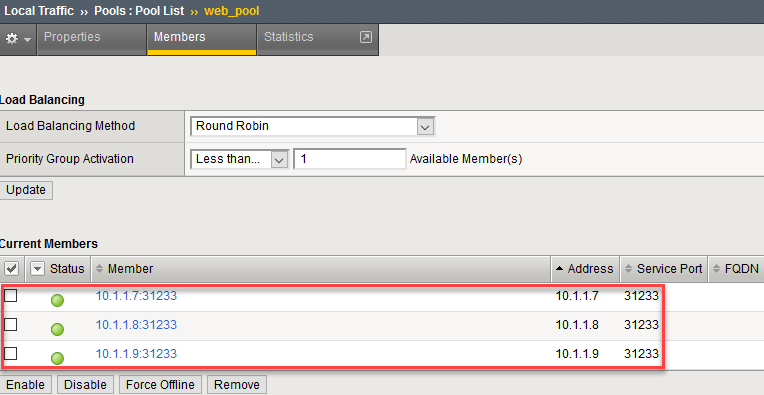 Local Traffic ›› Pools : Pool List ›› web_pool
Properties Members Statistics
Load Balancing
Load Balancing Method Round Robin
Priority Group Activation Less than... 1 Available Member(s)
Update
Current Members
Status Member Address Service Port FQDN
10.1.1.7:31233 10.1.1.7 31233
10.1.1.8:31233 10.1.1.8 31233
10.1.1.9:31233 10.1.1.9 31233
Enable Disable Force Offline Remove